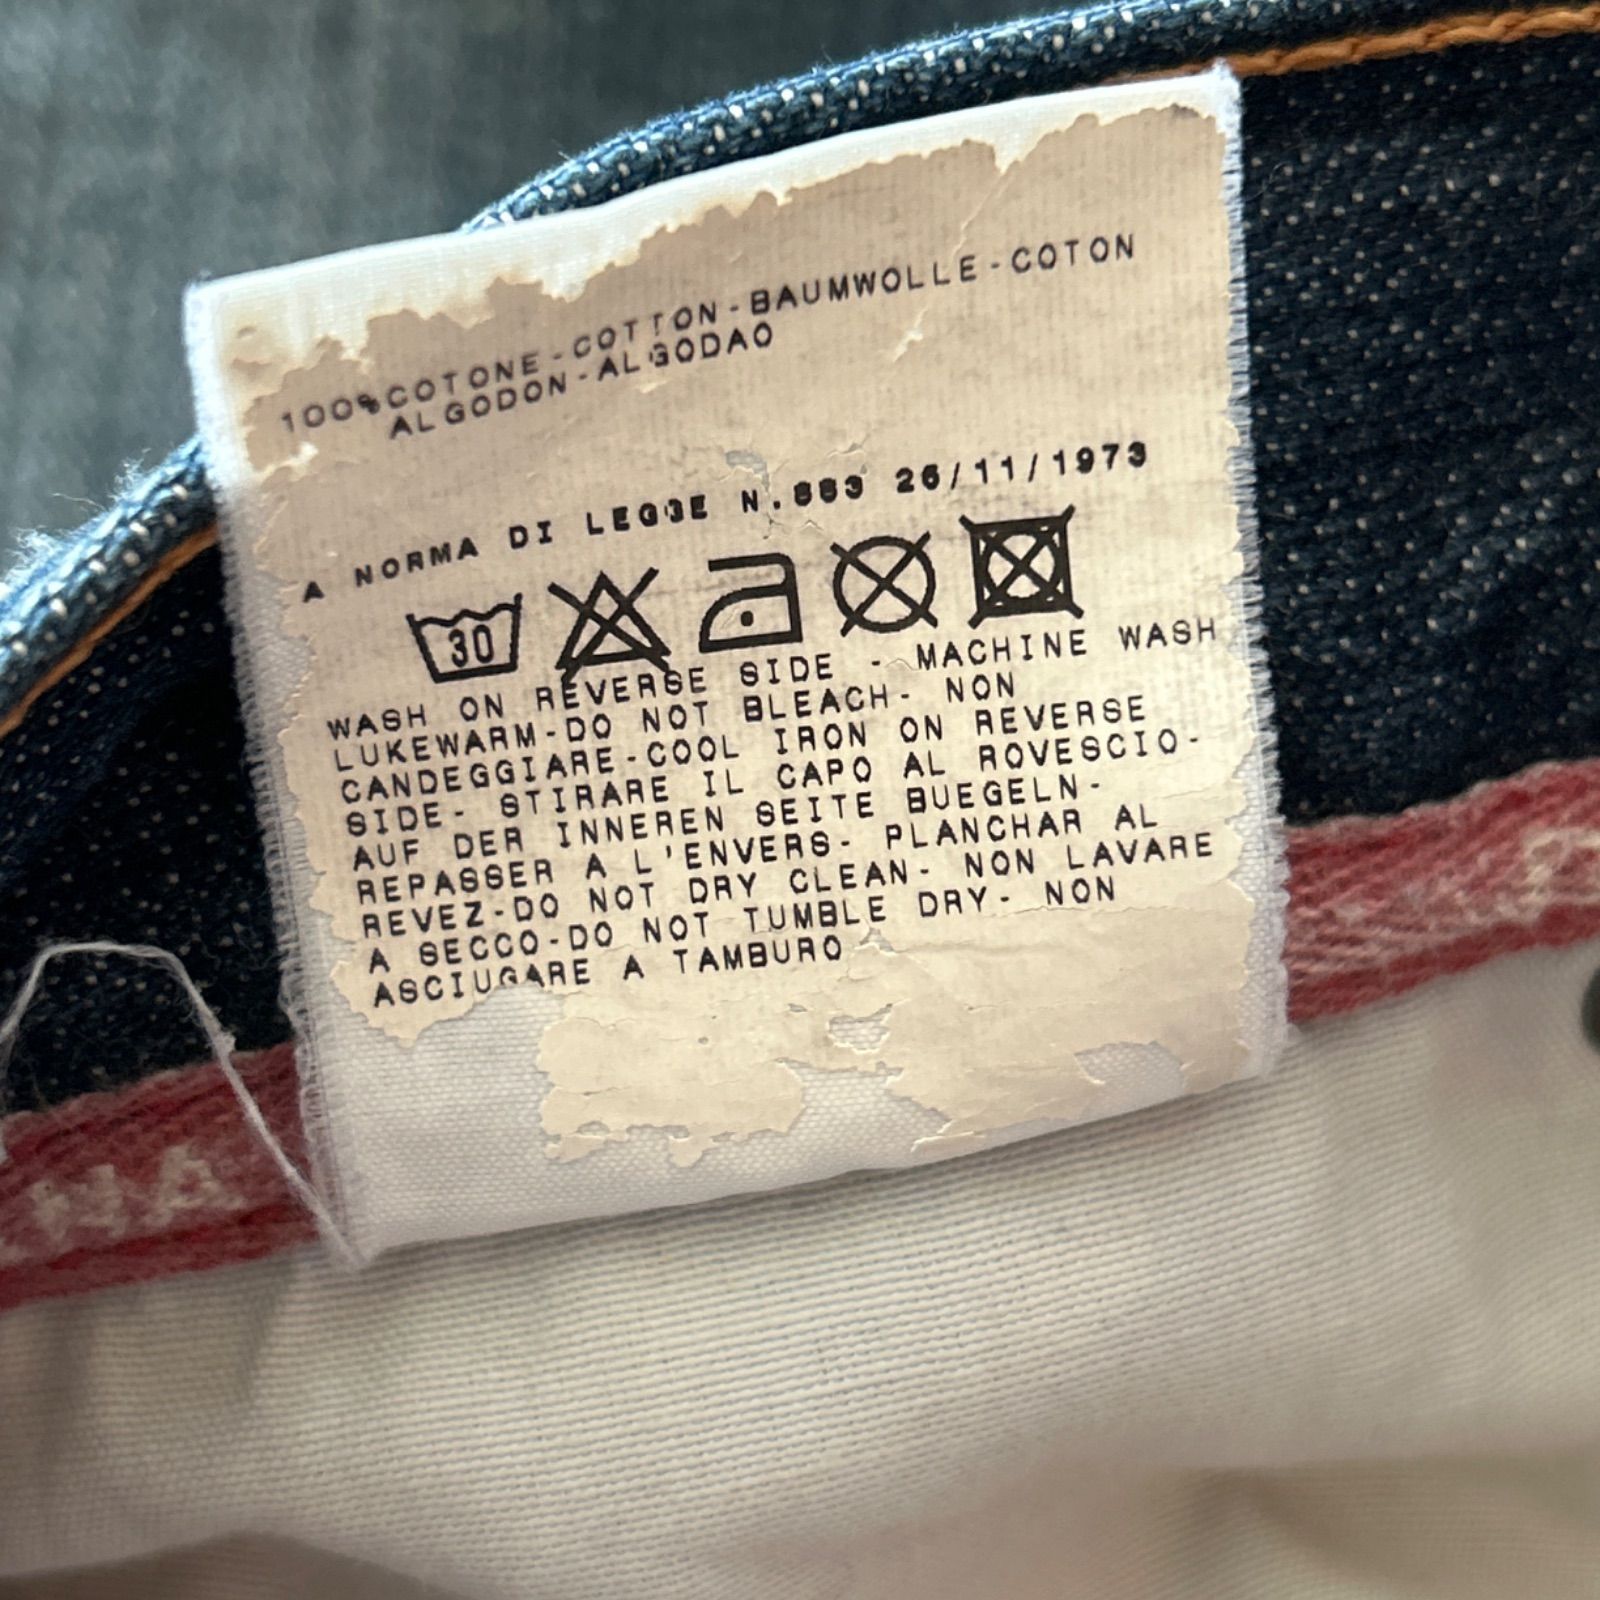 100%COTONE-COTTON-BAUMWOLLE-COTON
ALGODON-ALGODAO
A NORMA DI LEGGE N.883 26/11/1973
30
WASH ON REVERSE SIDE - MACHINE WASH
LUKEWARM-DO NOT BLEACH- NON
CANDEGGIARE-COOL IRON ON REVERSE
SIDE- STIRARE IL CAPO AL ROVESCIO-
AUF DER INNEREN SEITE BUEGELN-
REPASSER A L'ENVERS- PLANCHAR AL
REVEZ-DO NOT DRY CLEAN- NON LAVARE
A SECCO-DO NOT TUMBLE DRY- NON
ASCIUGARE A TAMBURO